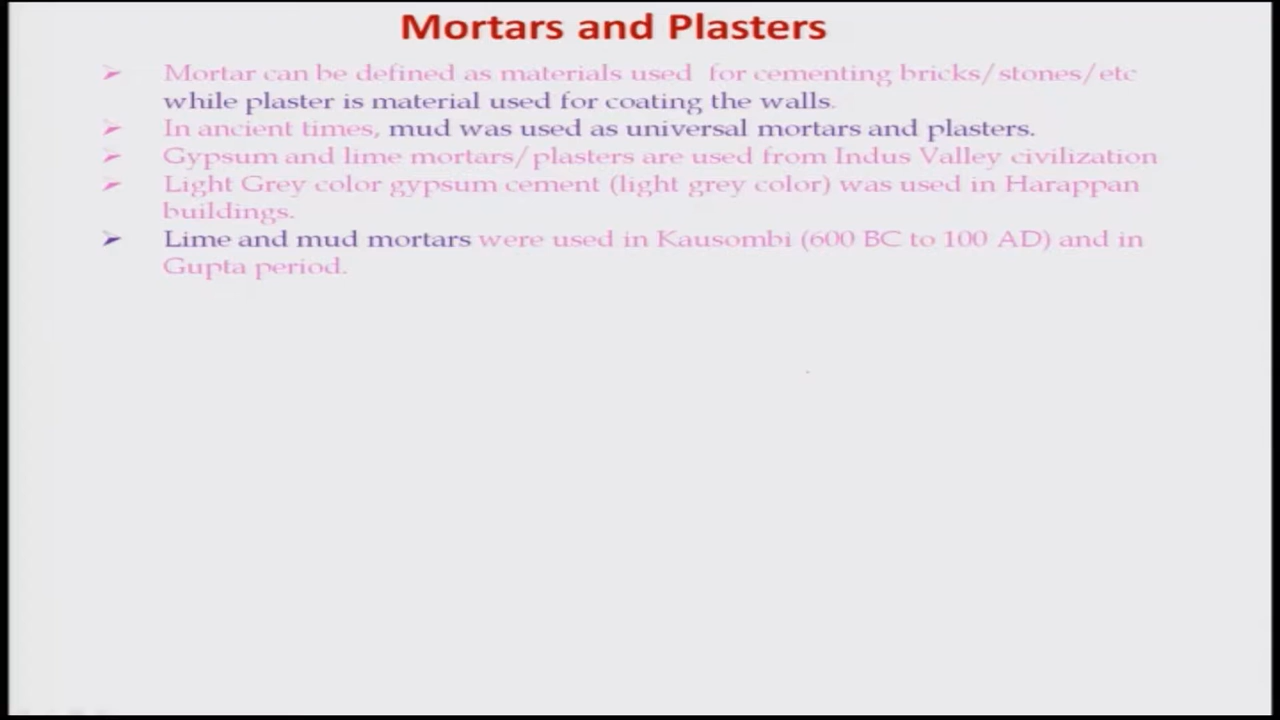 Mortars and Plasters
➢ Mortar can be defined as materials used for cementing bricks/stones/etc
while plaster is material used for coating the walls.
➢ In ancient times, mud was used as universal mortars and plasters.
➢ Gypsum and lime mortars/plasters are used from Indus Valley civilization
➢ Light Grey color gypsum cement (light grey color) was used in Harappan
buildings.
➢ Lime and mud mortars were used in Kausombi (600 BC to 100 AD) and in
Gupta period.